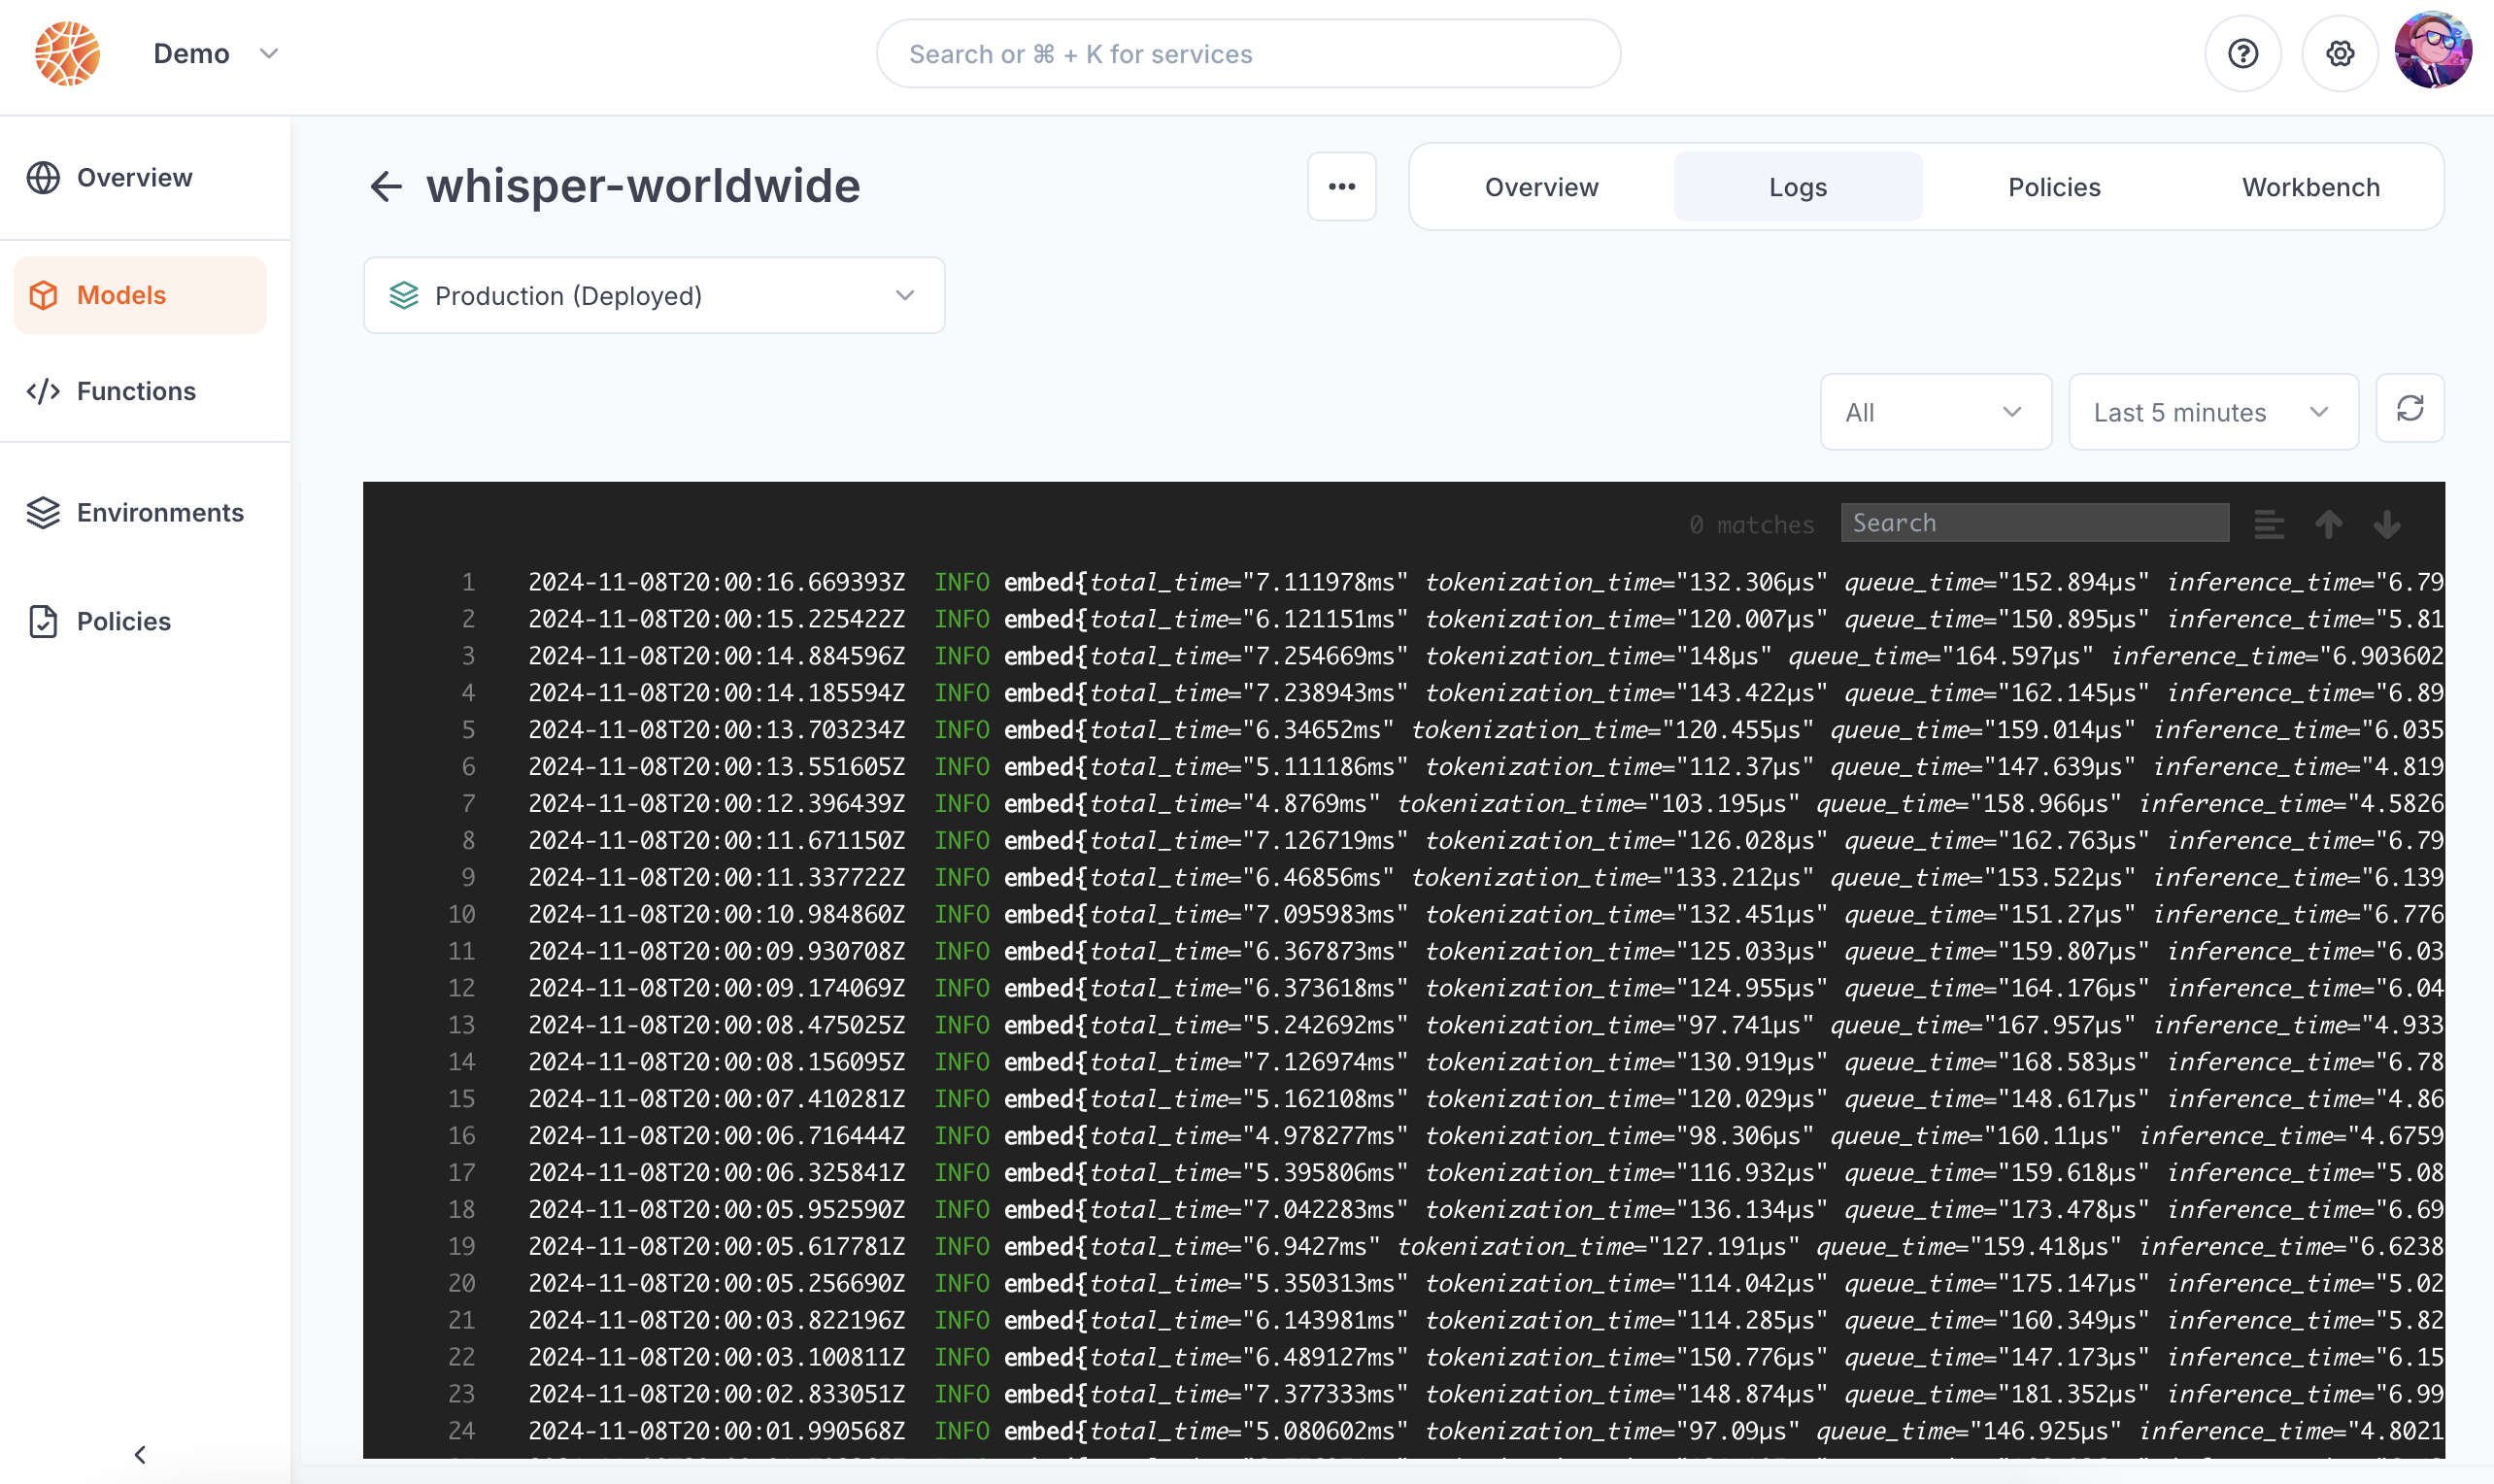 Demo
Search or ⌘ + K for services
Overview
Models
Functions
Environments
Policies
whisper-worldwide
Overview
Logs
Policies
Workbench
Production (Deployed)
All
Last 5 minutes
0 matches
Search
1 2024-11-08T20:00:16.669393Z INFO embed{total_time="7.111978ms" tokenization_time="132.306µs" queue_time="152.894µs" inference_time="6.79
2 2024-11-08T20:00:15.225422Z INFO embed{total_time="6.121151ms" tokenization_time="120.007µs" queue_time="150.895µs" inference_time="5.81
3 2024-11-08T20:00:14.884596Z INFO embed{total_time="7.254669ms" tokenization_time="148µs" queue_time="164.597µs" inference_time="6.903602
4 2024-11-08T20:00:14.185594Z INFO embed{total_time="7.238943ms" tokenization_time="143.422µs" queue_time="162.145µs" inference_time="6.89
5 2024-11-08T20:00:13.703234Z INFO embed{total_time="6.34652ms" tokenization_time="120.455µs" queue_time="159.014µs" inference_time="6.035
6 2024-11-08T20:00:13.551605Z INFO embed{total_time="5.111186ms" tokenization_time="112.37µs" queue_time="147.639µs" inference_time="4.819
7 2024-11-08T20:00:12.396439Z INFO embed{total_time="4.8769ms" tokenization_time="103.195µs" queue_time="158.966µs" inference_time="4.5826
8 2024-11-08T20:00:11.671150Z INFO embed{total_time="7.126719ms" tokenization_time="126.028µs" queue_time="162.763µs" inference_time="6.79
9 2024-11-08T20:00:11.337722Z INFO embed{total_time="6.46856ms" tokenization_time="133.212µs" queue_time="153.522µs" inference_time="6.139
10 2024-11-08T20:00:10.984860Z INFO embed{total_time="7.095983ms" tokenization_time="132.451µs" queue_time="151.27µs" inference_time="6.776
11 2024-11-08T20:00:09.930708Z INFO embed{total_time="6.367873ms" tokenization_time="125.033µs" queue_time="159.807µs" inference_time="6.03
12 2024-11-08T20:00:09.174069Z INFO embed{total_time="6.373618ms" tokenization_time="124.955µs" queue_time="164.176µs" inference_time="6.04
13 2024-11-08T20:00:08.475025Z INFO embed{total_time="5.242692ms" tokenization_time="97.741µs" queue_time="167.957µs" inference_time="4.933
14 2024-11-08T20:00:08.156095Z INFO embed{total_time="7.126974ms" tokenization_time="130.919µs" queue_time="168.583µs" inference_time="6.78
15 2024-11-08T20:00:07.410281Z INFO embed{total_time="5.162108ms" tokenization_time="120.029µs" queue_time="148.617µs" inference_time="4.86
16 2024-11-08T20:00:06.716444Z INFO embed{total_time="4.978277ms" tokenization_time="98.306µs" queue_time="160.11µs" inference_time="4.6759
17 2024-11-08T20:00:06.325841Z INFO embed{total_time="5.395806ms" tokenization_time="116.932µs" queue_time="159.618µs" inference_time="5.08
18 2024-11-08T20:00:05.952590Z INFO embed{total_time="7.042283ms" tokenization_time="136.134µs" queue_time="173.478µs" inference_time="6.69
19 2024-11-08T20:00:05.617781Z INFO embed{total_time="6.9427ms" tokenization_time="127.191µs" queue_time="159.418µs" inference_time="6.6238
20 2024-11-08T20:00:05.256690Z INFO embed{total_time="5.350313ms" tokenization_time="114.042µs" queue_time="175.147µs" inference_time="5.02
21 2024-11-08T20:00:03.822196Z INFO embed{total_time="6.143981ms" tokenization_time="114.285µs" queue_time="160.349µs" inference_time="5.82
22 2024-11-08T20:00:03.100811Z INFO embed{total_time="6.489127ms" tokenization_time="150.776µs" queue_time="147.173µs" inference_time="6.15
23 2024-11-08T20:00:02.833051Z INFO embed{total_time="7.377333ms" tokenization_time="148.874µs" queue_time="181.352µs" inference_time="6.99
24 2024-11-08T20:00:01.990568Z INFO embed{total_time="5.080602ms" tokenization_time="97.09µs" queue_time="146.925µs" inference_time="4.8021